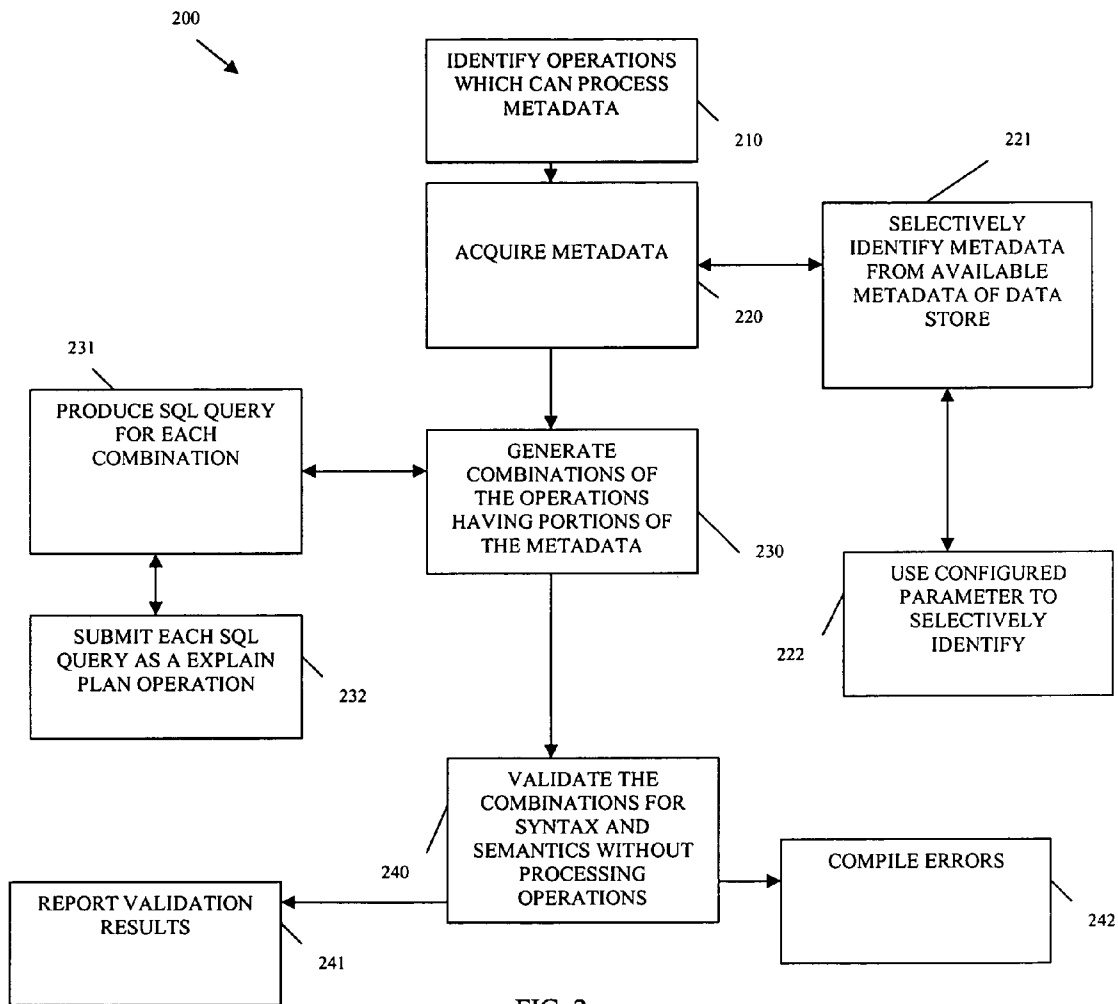 200
IDENTIFY OPERATIONS
WHICH CAN PROCESS
METADATA
210
221
ACQUIRE METADATA
220
SELECTIVELY
IDENTIFY METADATA
FROM AVAILABLE
METADATA OF DATA
STORE
231
PRODUCE SQL QUERY
FOR EACH
COMBINATION
GENERATE
COMBINATIONS OF
THE OPERATIONS
HAVING PORTIONS OF
THE METADATA
230
USE CONFIGURED
PARAMETER TO
SELECTIVELY
IDENTIFY
222
SUBMIT EACH SQL
QUERY AS A EXPLAIN
PLAN OPERATION
232
VALIDATE THE
COMBINATIONS FOR
SYNTAX AND
SEMANTICS WITHOUT
PROCESSING
OPERATIONS
240
COMPILE ERRORS
242
REPORT VALIDATION
RESULTS
241
FIG. 2